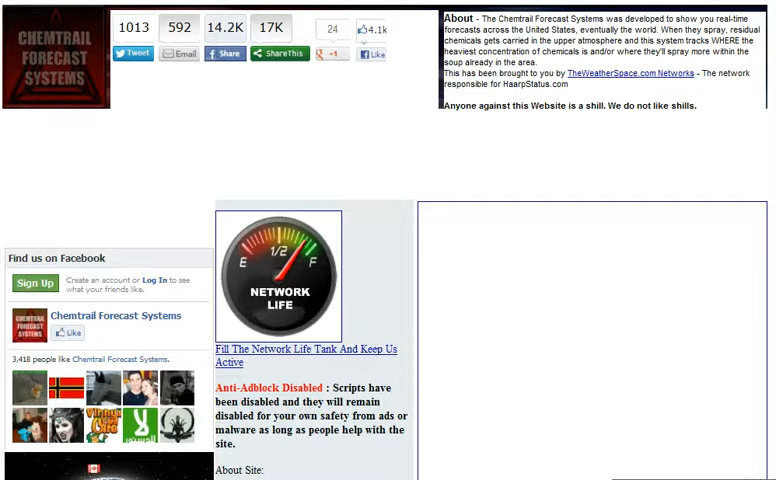 CHEMTRAIL
FORECAST
SYSTEMS
1013
592
14.2K
17K
24
4.1k
Tweet
Email
Share
ShareThis
+1
Like
About - The Chemtrail Forecast Systems was developed to show you real-time
forecasts across the United States, eventually the world. When they spray, residual
chemicals gets carried in the upper atmosphere and this system tracks WHERE the
heaviest concentration of chemicals is and/or where they'll spray more within the
soup already in the area.
This has been brought to you by TheWeatherSpace.com Networks - The network
responsible for HaarpStatus.com
Anyone against this Website is a shill. We do not like shills.
Find us on Facebook
Sign Up
Create an account or Log In to see
what your friends like.
CHEMTRAIL
FORECAST
SYSTEMS
Chemtrail Forecast Systems
Like
3,418 people like Chemtrail Forecast Systems.
E
1/2
F
NETWORK
LIFE
Fill The Network Life Tank And Keep Us
Active
Anti-Adblock Disabled : Scripts have
been disabled and they will remain
disabled for your own safety from ads or
malware as long as people help with the
site.
About Site: